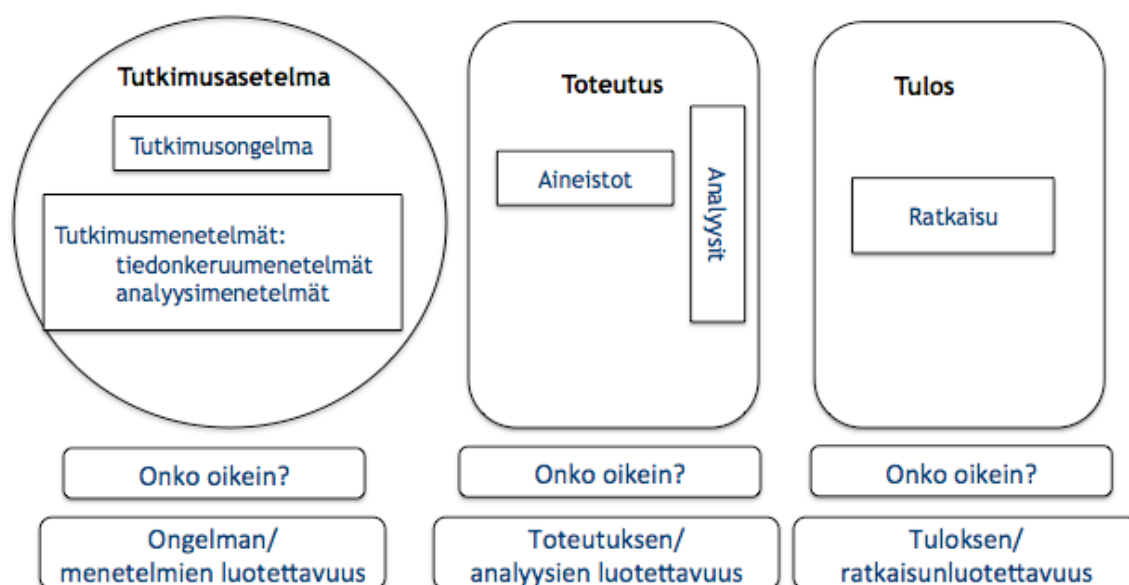 Tutkimusasetelma
Tutkimusongelma
Tutkimusmenetelmät:
tiedonkeruumenetelmät
analyysimenetelmät
Toteutus
Aineistot
Analyysit
Tulos
Ratkaisu
Onko oikein?
Onko oikein?
Onko oikein?
Ongelman/
menetelmien luotettavuus
Toteutuksen/
analyysien luotettavuus
Tuloksen/
ratkaisunluotettavuus